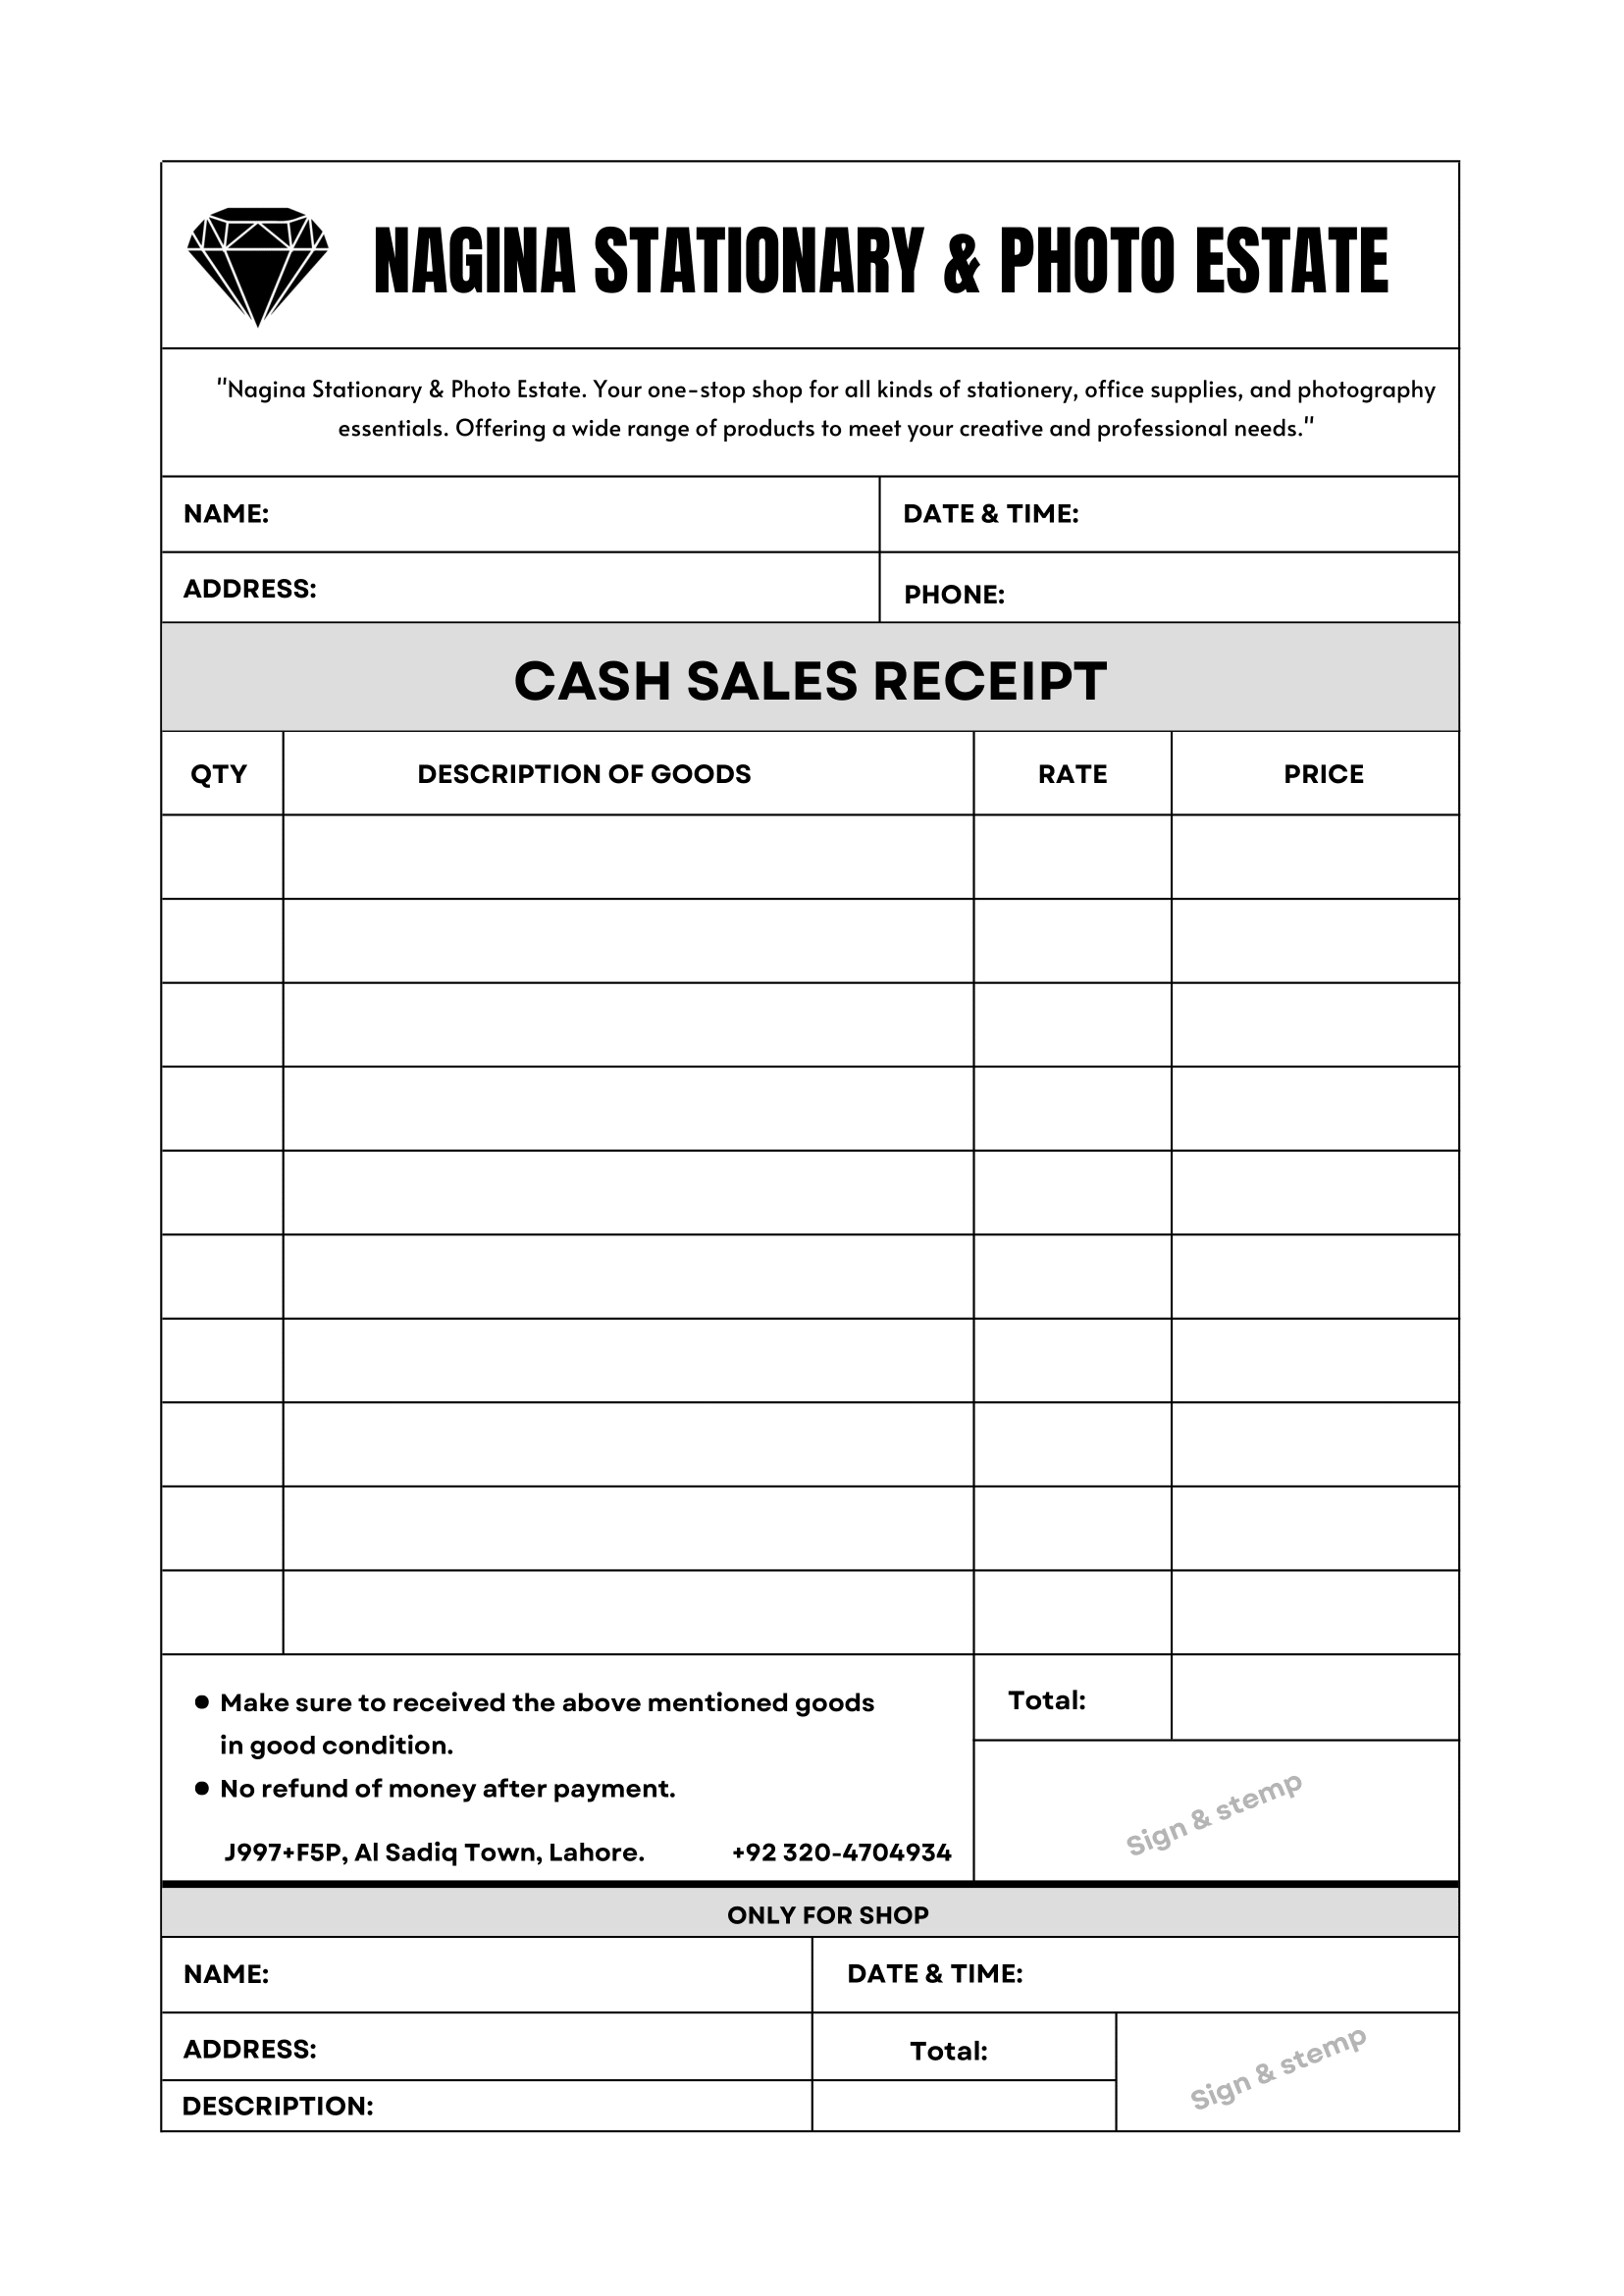 NAGINA STATIONARY & PHOTO ESTATE
"Nagina Stationary & Photo Estate. Your one-stop shop for all kinds of stationery, office supplies, and photography
essentials. Offering a wide range of products to meet your creative and professional needs."
NAME:
DATE & TIME:
ADDRESS:
PHONE:
CASH SALES RECEIPT
QTY
DESCRIPTION OF GOODS
RATE
PRICE
Make sure to received the above mentioned goods
in good condition.
No refund of money after payment.
J997+F5P, Al Sadiq Town, Lahore.
+92 320-4704934
Total:
Sign & stemp
ONLY FOR SHOP
NAME:
DATE & TIME:
ADDRESS:
Total:
DESCRIPTION:
Sign & stemp